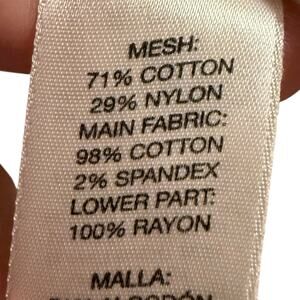 MESH:
71% COTTON
29% NYLON
MAIN FABRIC:
98% COTTON
2% SPANDEX
LOWER PART:
100% RAYON
MALLA: